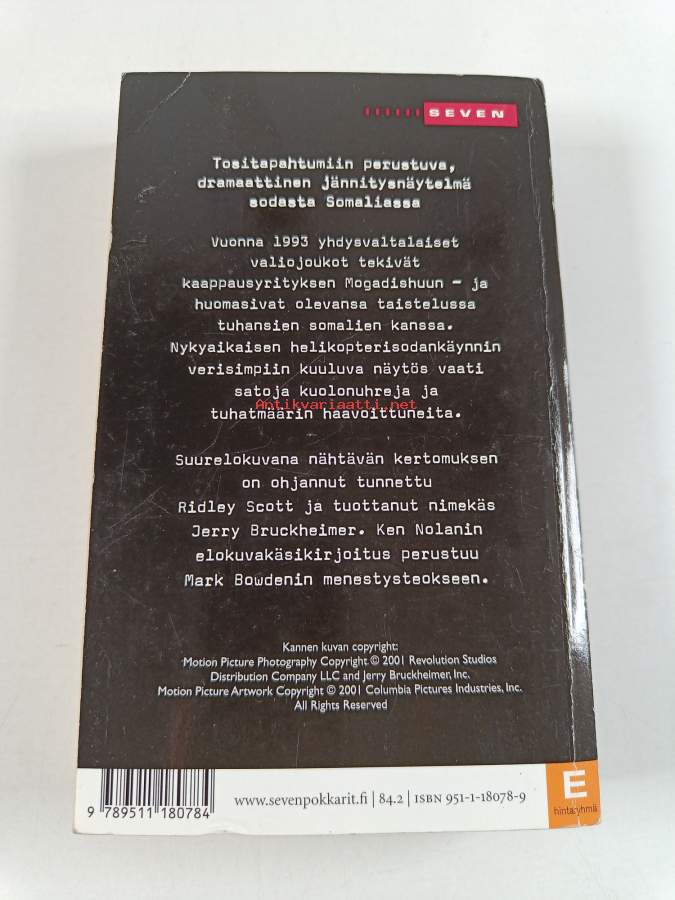 SEVEN
Tositapahtumiin perustuva,
dramaattinen jännitysnäytelmä
sodasta Somaliassa
Vuonna 1993 yhdysvaltalaiset
valiojoukot tekivät
kaappausyrityksen Mogadishuun – ja
huomasivat olevansa taistelussa
tuhansien somalien kanssa.
Nykyaikaisen helikopterisodankäynnin
verisimpiin kuuluva näytös vaati
satoja kuolonuhreja ja
Antikvariaatti.net
tuhatmäärin haavoittuneita.
Suurelokuvana nähtävän kertomuksen
on ohjannut tunnettu
Ridley Scott ja tuottanut nimekäs
Jerry Bruckheimer. Ken Nolanin
elokuvakäsikirjoitus perustuu
Mark Bowdenin menestysteokseen.
Kannen kuvan copyright:
Motion Picture Photography Copyright © 2001 Revolution Studios
Distribution Company LLC and Jerry Bruckheimer, Inc.
Motion Picture Artwork Copyright © 2001 Columbia Pictures Industries, Inc.
All Rights Reserved
www.sevenpokkarit.fi | 84.2 | ISBN 951-1-18078-9
E
hintaryhmä
9 789511 180784